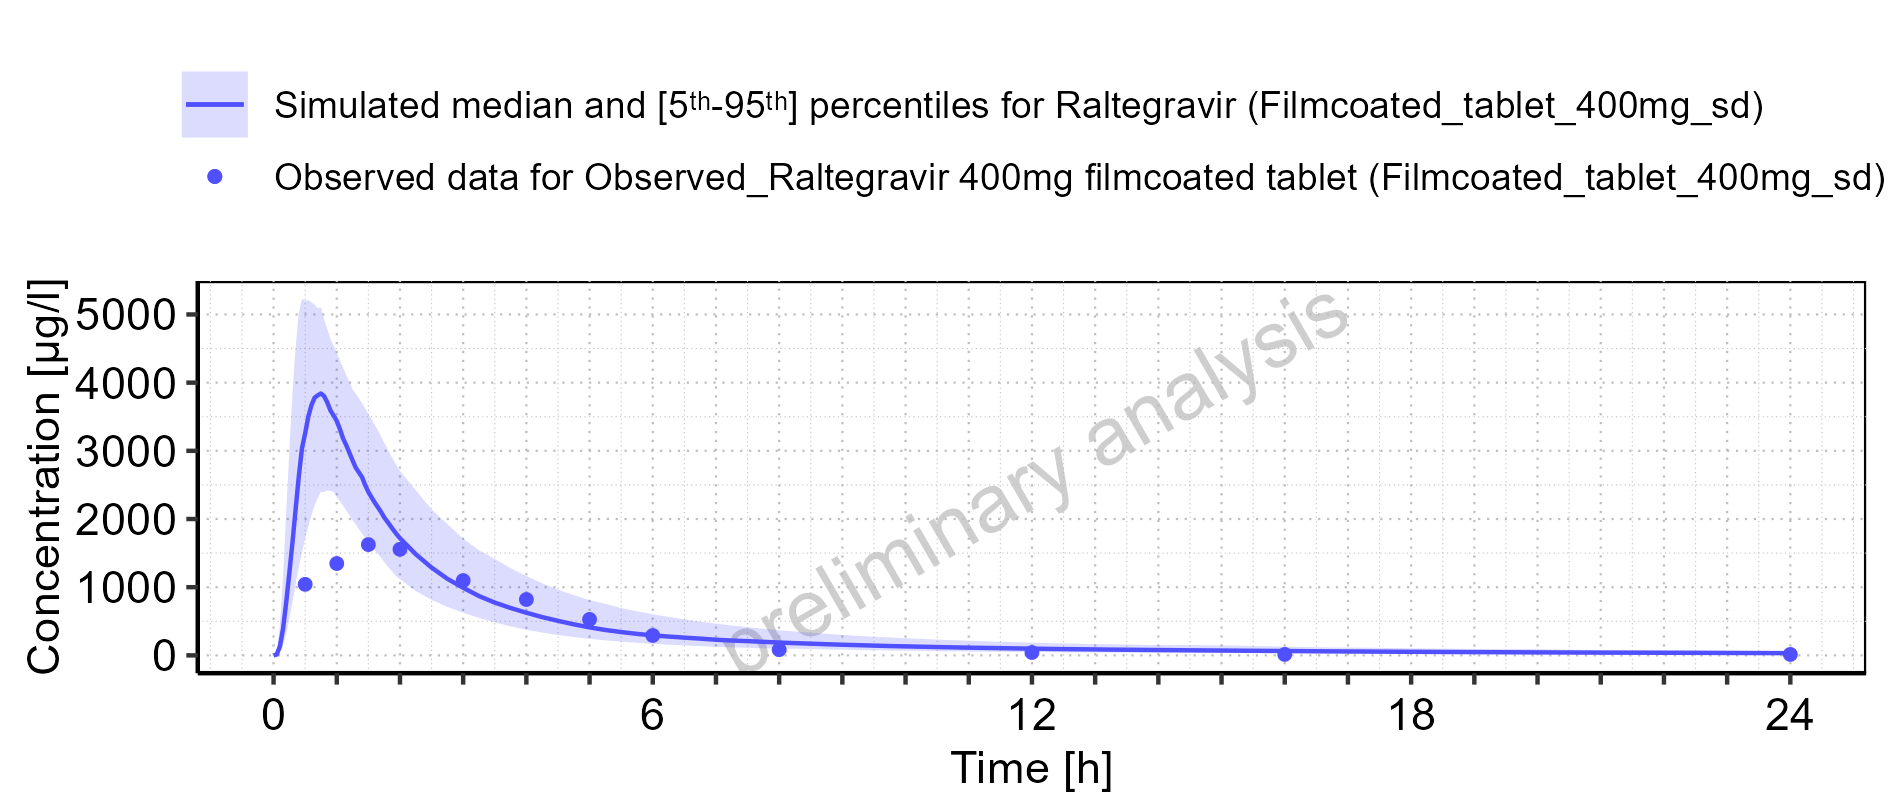 Simulated median and [5th-95th] percentiles for Raltegravir (Filmcoated_tablet_400mg_sd)
Observed data for Observed_Raltegravir 400mg filmcoated tablet (Filmcoated_tablet_400mg_sd)
Concentration [µg/l]
5000
4000
3000
2000
1000
0
preliminary analysis
0 6 12 18 24
Time [h]